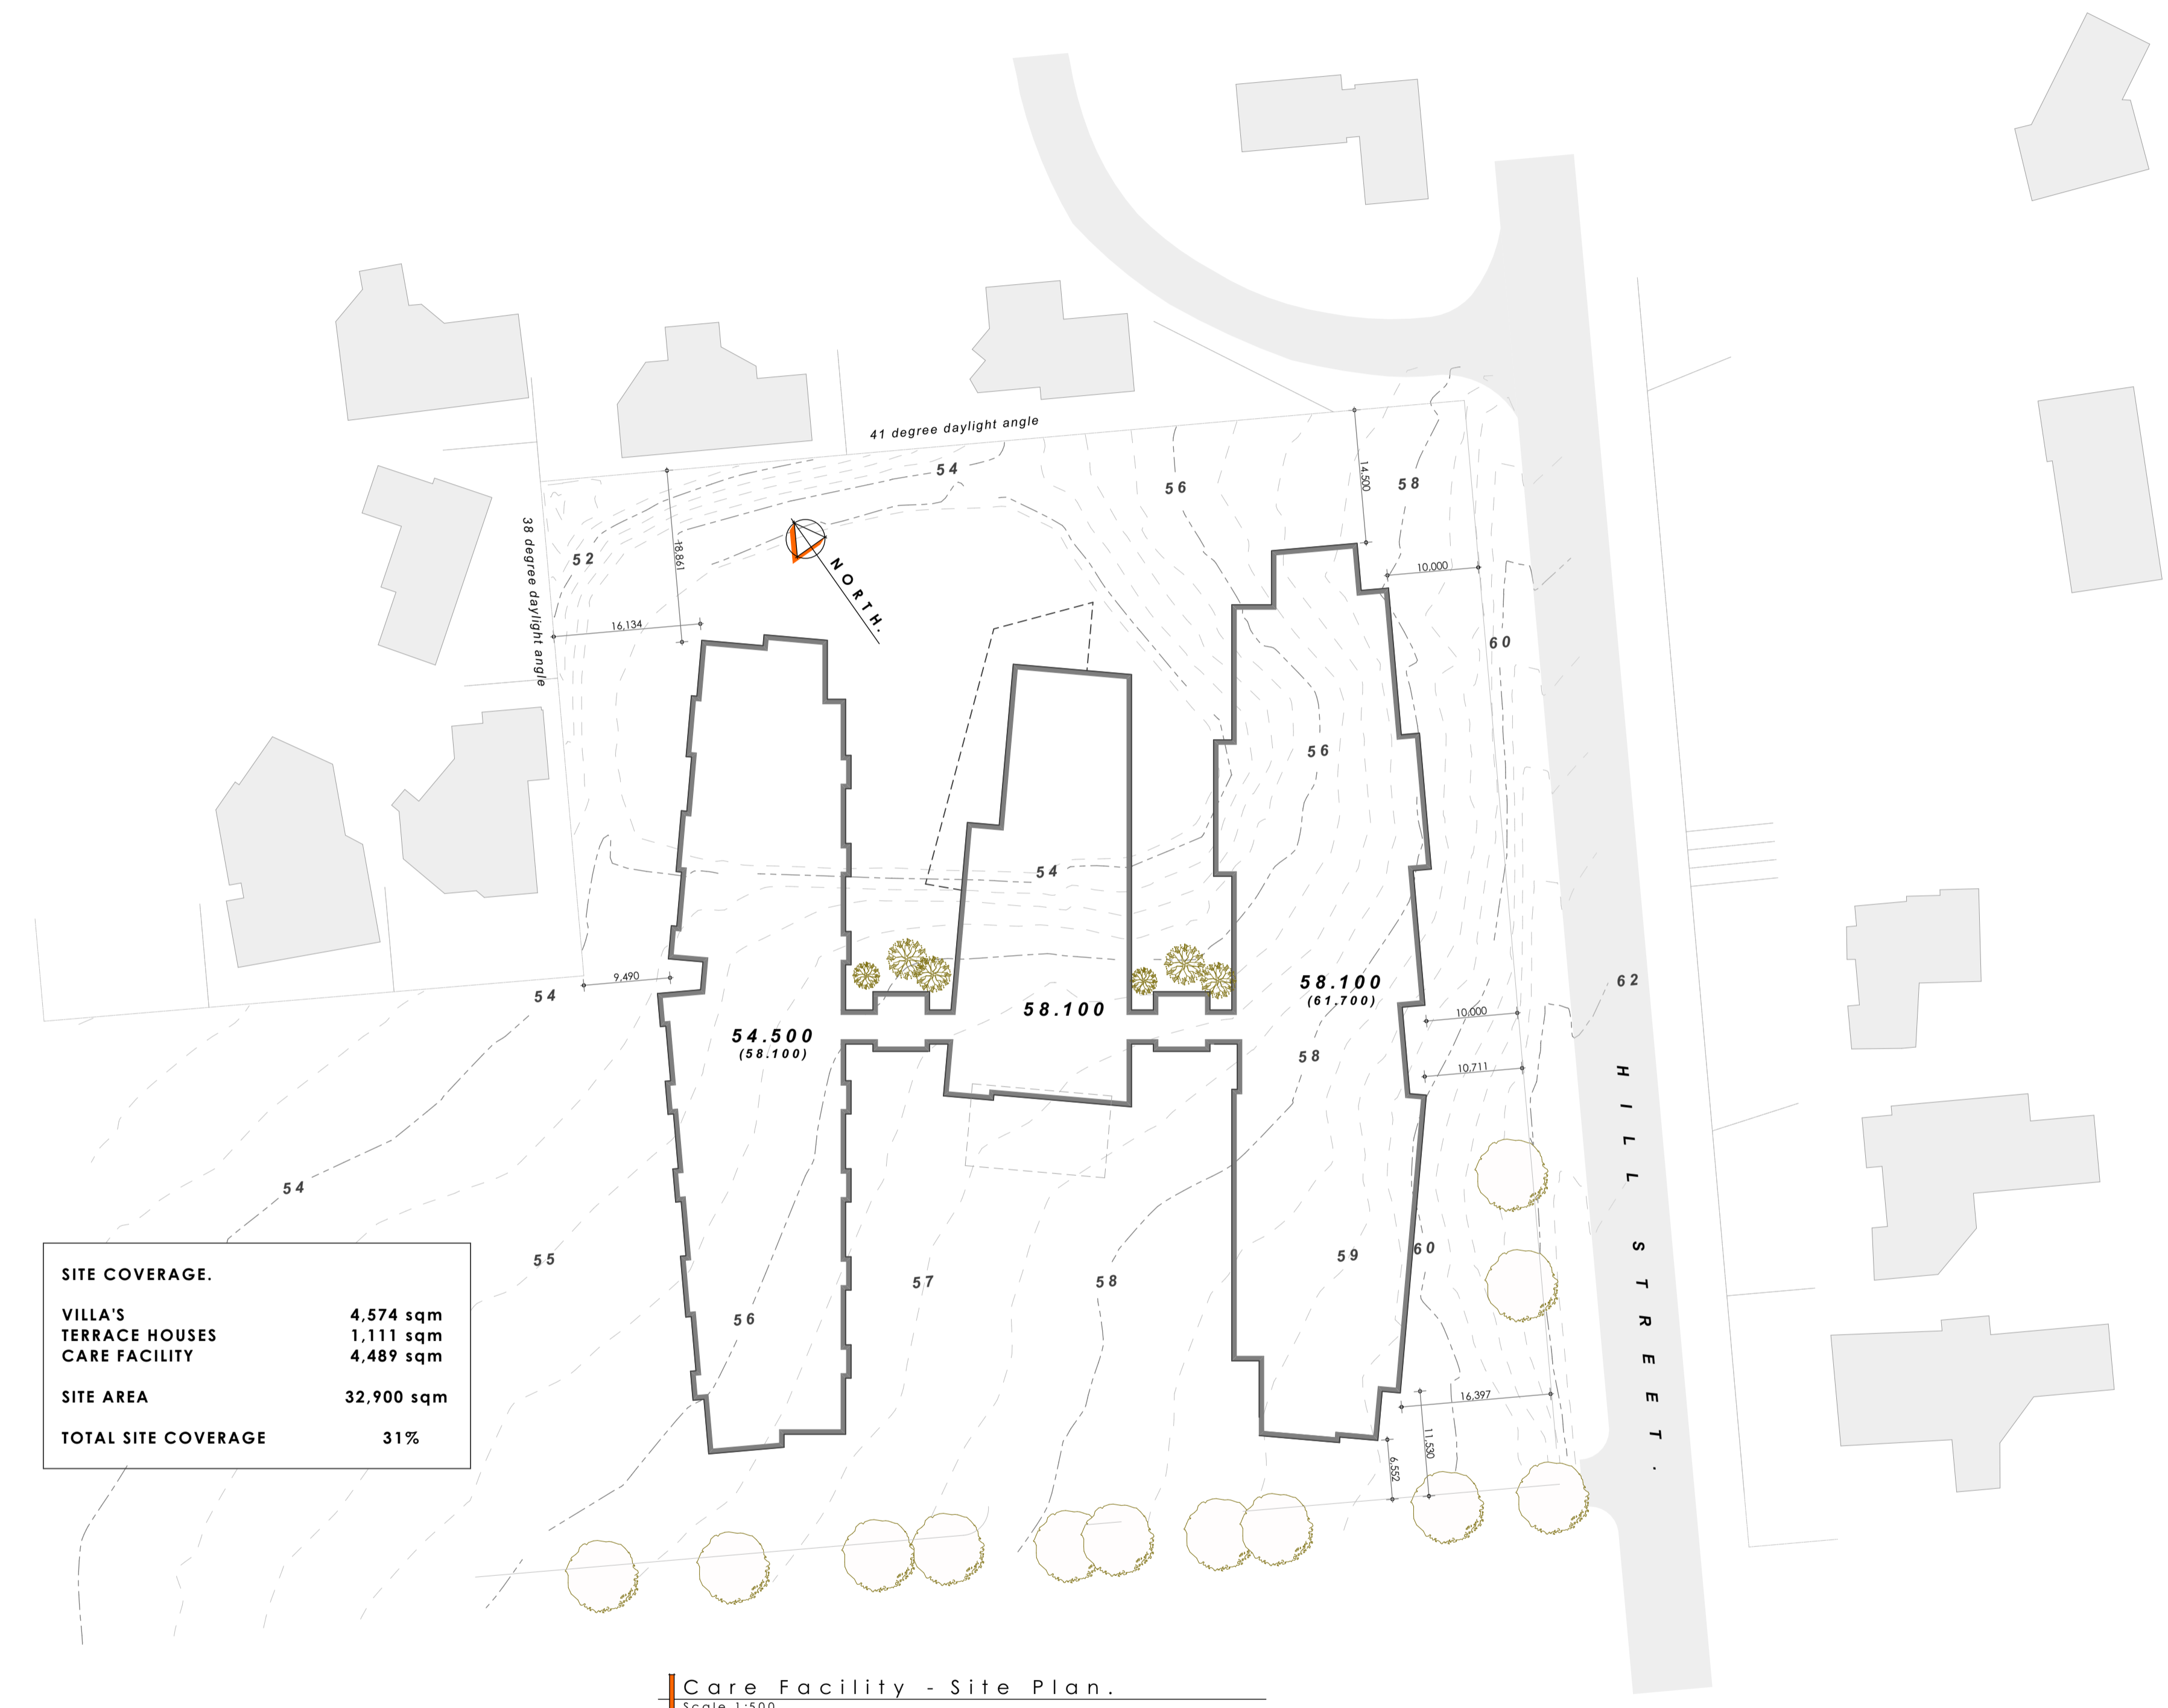 41 degree daylight angle
54
56
58
14,500
38 degree daylight angle
52
18,861
NORTH.
10,000
16,134
60
56
54
9,490
54
58.100
(61.700)
62
58.100
10,000
54.500
(58.100)
58
10,711
HILL STREET.
54
55
57
58
59
60
56
SITE COVERAGE.
VILLA'S 4,574 sqm
TERRACE HOUSES 1,111 sqm
CARE FACILITY 4,489 sqm
SITE AREA 32,900 sqm
TOTAL SITE COVERAGE 31%
16,397
11,530
6,552
Care Facility - Site Plan.
Scale 1:500